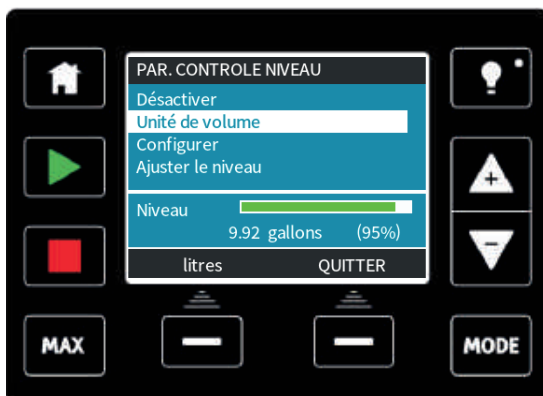 PAR. CONTROLE NIVEAU
Désactiver
Unité de volume
Configurer
Ajuster le niveau
Niveau
9.92 gallons (95%)
litres QUITTER
+
-
MAX
MODE